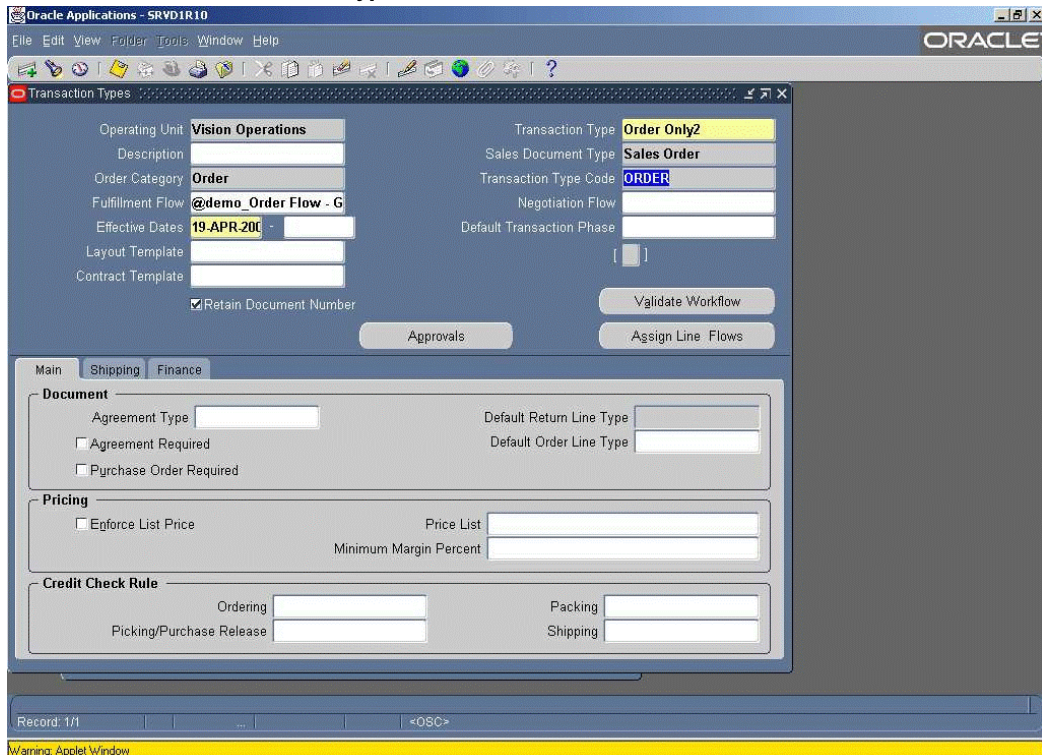 Oracle Applications - SRVD1R10
File Edit View Folder Tools Window Help
ORACLE
Transaction Types
Operating Unit Vision Operations Transaction Type Order Only2
Description Sales Document Type Sales Order
Order Category Order Transaction Type Code ORDER
Fulfillment Flow @demo_Order Flow - G Negotiation Flow
Effective Dates 19-APR-200 - Default Transaction Phase
Layout Template [ ]
Contract Template
Retain Document Number Validate Workflow
Approvals Assign Line Flows
Main Shipping Finance
Document
Agreement Type Default Return Line Type
Agreement Required Default Order Line Type
Purchase Order Required
Pricing
Enforce List Price Price List
Minimum Margin Percent
Credit Check Rule
Ordering Packing
Picking/Purchase Release Shipping
Record: 1/1 ... <OSC>
Warning: Applet Window